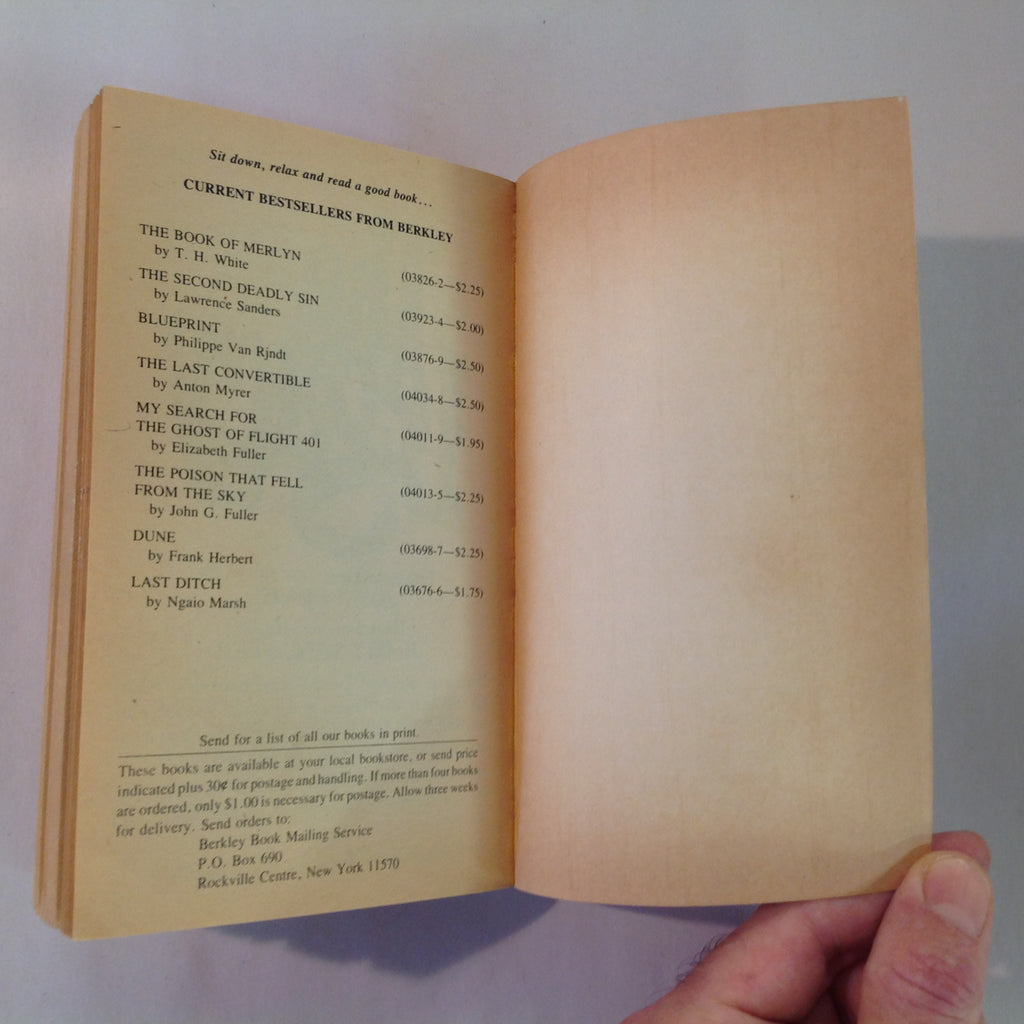 Sit down, relax and read a good book...
CURRENT BESTSELLERS FROM BERKLEY
THE BOOK OF MERLYN
by T. H. White (03826-2—$2.25)
THE SECOND DEADLY SIN
by Lawrence Sanders (03923-4—$2.00)
BLUEPRINT
by Philippe Van Rjndt (03876-9—$2.50)
THE LAST CONVERTIBLE
by Anton Myrer (04034-8—$2.50)
MY SEARCH FOR
THE GHOST OF FLIGHT 401 (04011-9—$1.95)
by Elizabeth Fuller
THE POISON THAT FELL
FROM THE SKY (04013-5—$2.25)
by John G. Fuller
DUNE
by Frank Herbert (03698-7—$2.25)
LAST DITCH
by Ngaio Marsh (03676-6—$1.75)
Send for a list of all our books in print.
These books are available at your local bookstore, or send price
indicated plus 30¢ for postage and handling. If more than four books
are ordered, only $1.00 is necessary for postage. Allow three weeks
for delivery. Send orders to:
Berkley Book Mailing Service
P.O. Box 690
Rockville Centre, New York 11570